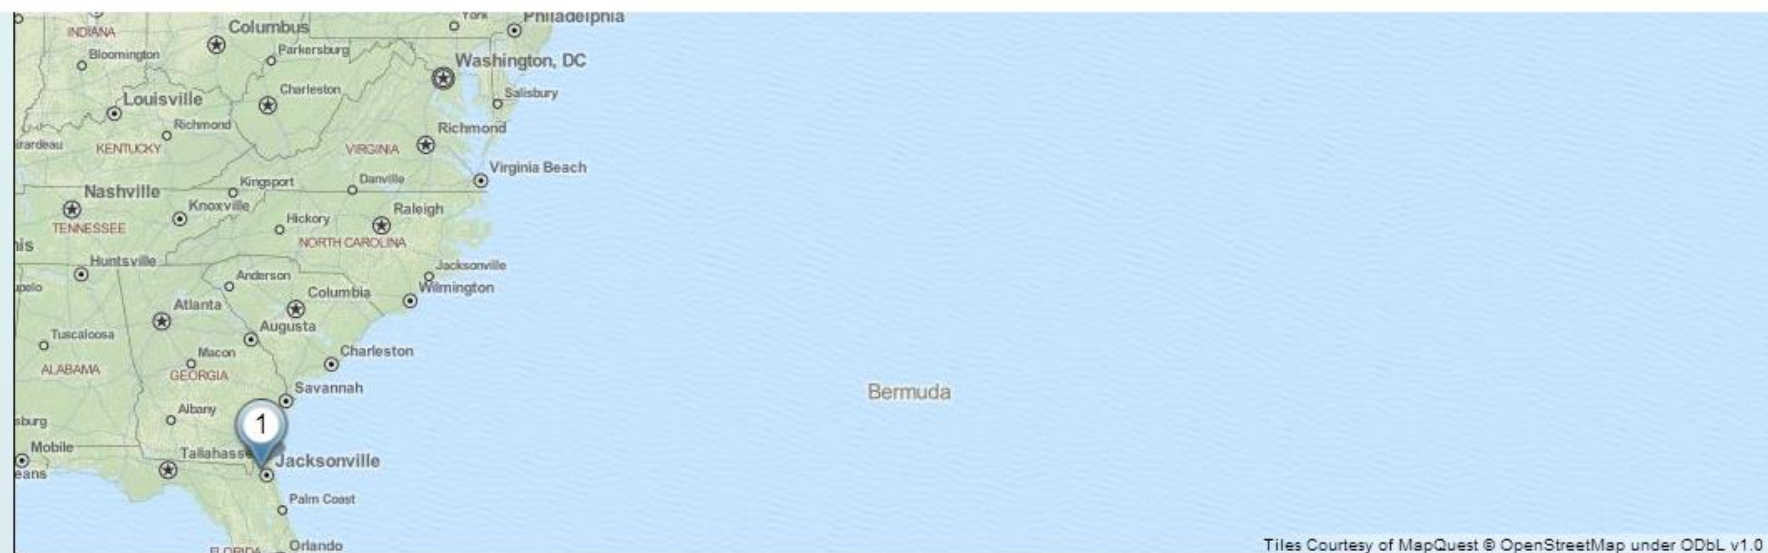 York
Philadelphia
INDIANA
Columbus
Bloomington
Parkersburg
Washington, DC
Charleston
Salisbury
Louisville
Richmond
Richmond
irardeau
KENTUCKY
VIRGINIA
Virginia Beach
Kingsport
Danville
Nashville
Knoxville
Raleigh
Hickory
TENNESSEE
NORTH CAROLINA
his
Huntsville
Jacksonville
Anderson
upelo
Columbia
Wilmington
Atlanta
Augusta
Tuscaloosa
Macon
Charleston
ALABAMA
GEORGIA
Savannah
Bermuda
Albany
sburg
1
Mobile
Tallahasse
Jacksonville
eans
Palm Coast
FLORIDA
Orlando
Tiles Courtesy of MapQuest © OpenStreetMap under ODbL v1.0